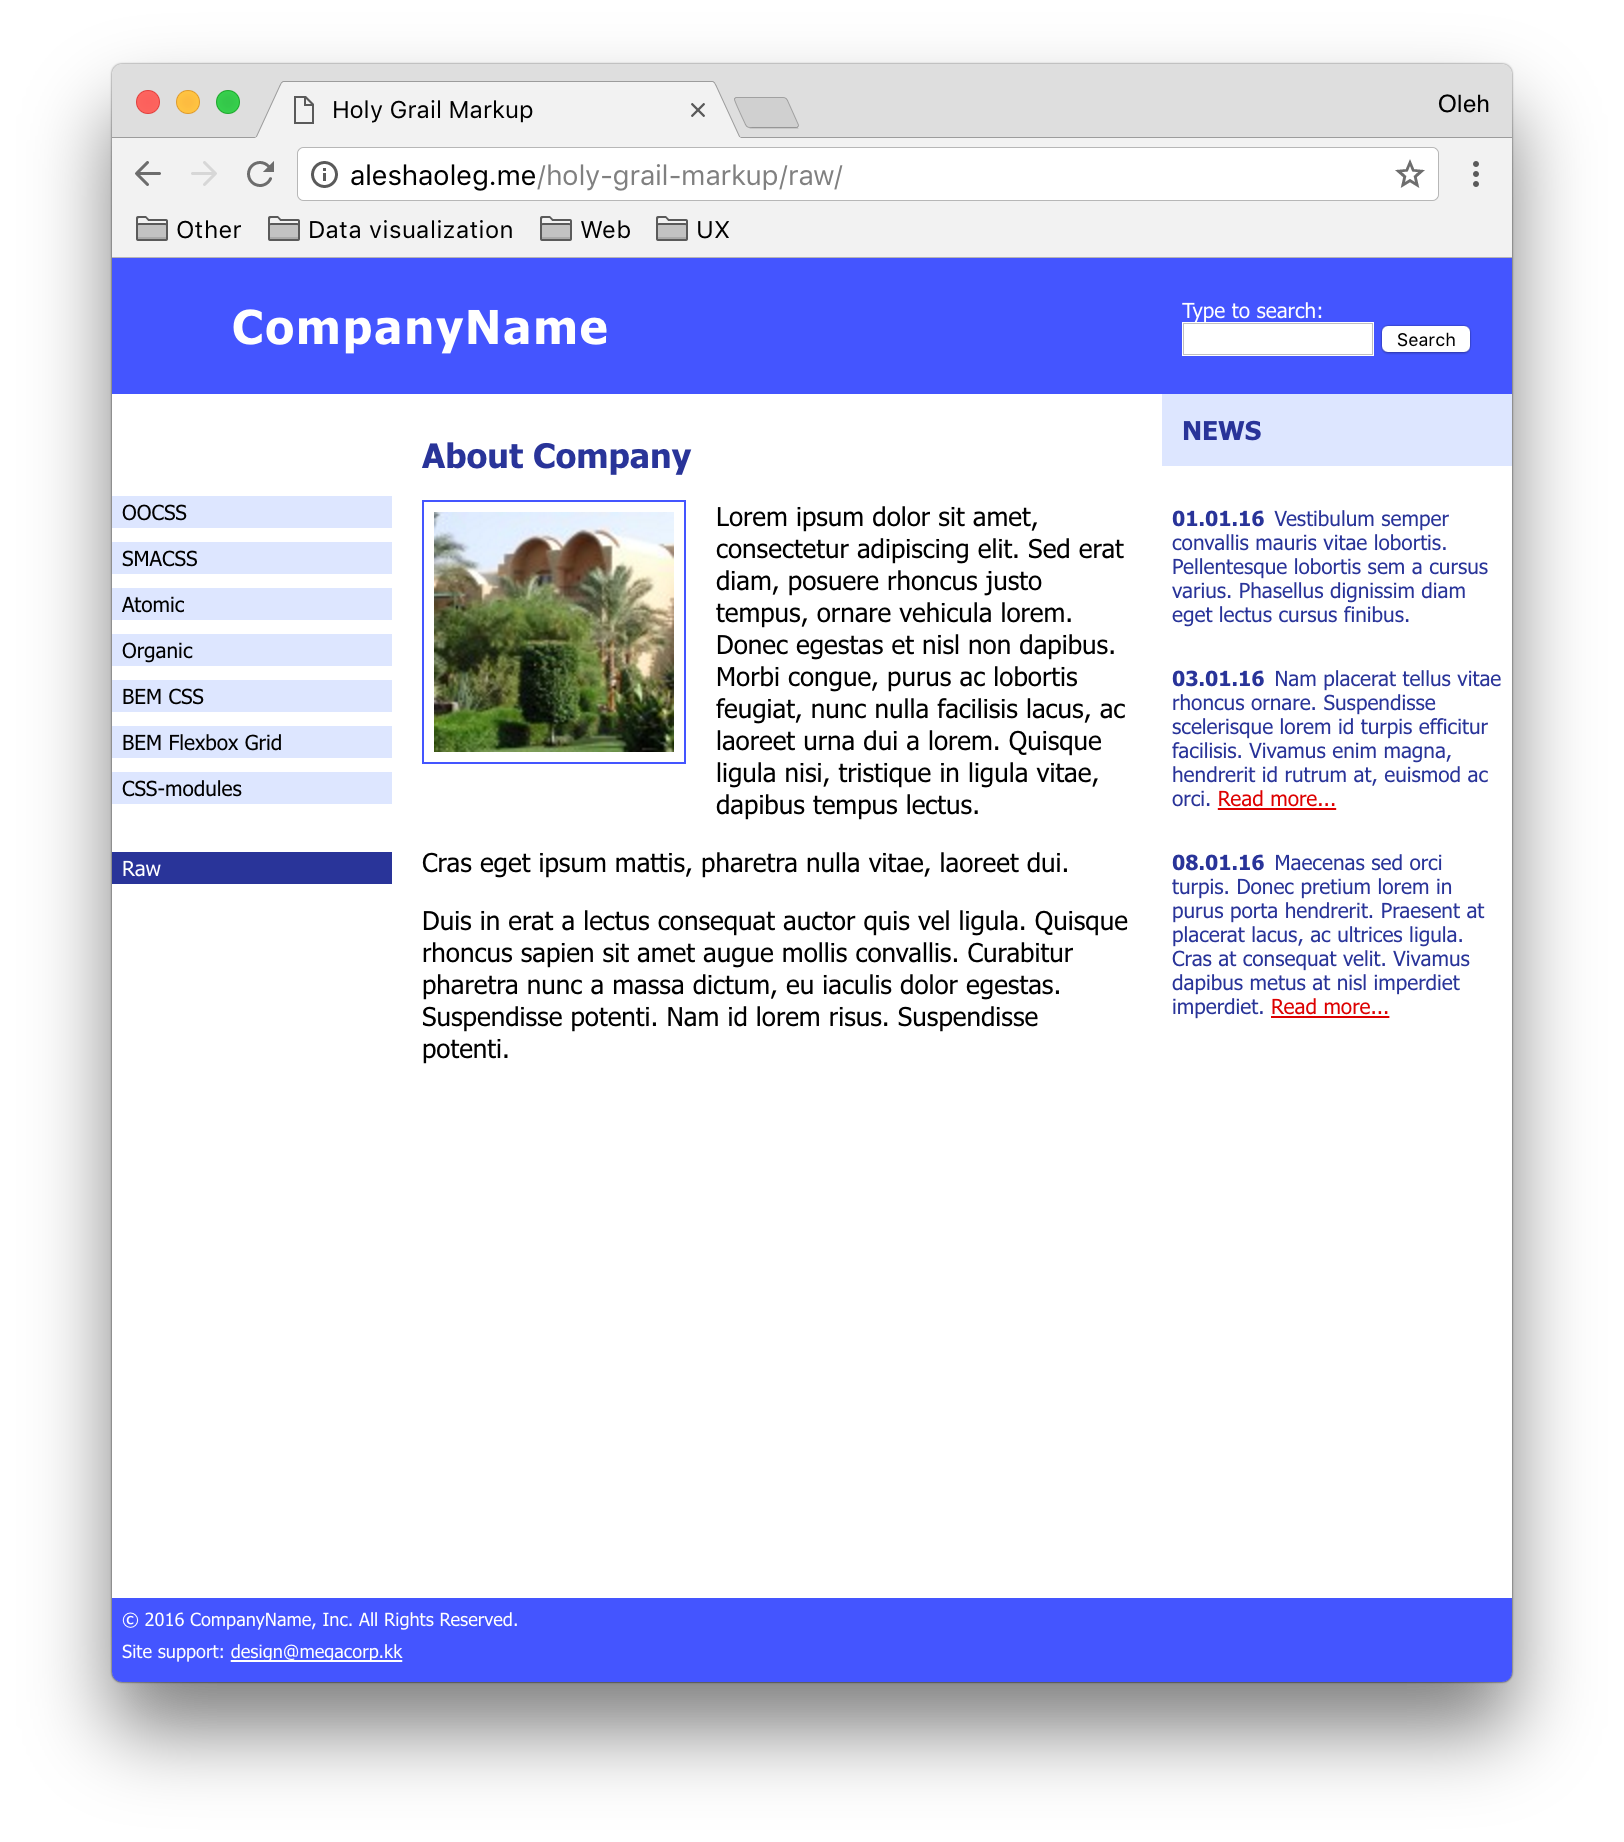 Holy Grail Markup
Oleh
aleshaoleg.me/holy-grail-markup/raw/
Other
Data visualization
Web
UX
CompanyName
Type to search:
Search
OOCSS
SMACSS
Atomic
Organic
BEM CSS
BEM Flexbox Grid
CSS-modules
Raw
About Company
Lorem ipsum dolor sit amet,
consectetur adipiscing elit. Sed erat
diam, posuere rhoncus justo
tempus, ornare vehicula lorem.
Donec egestas et nisl non dapibus.
Morbi congue, purus ac lobortis
feugiat, nunc nulla facilisis lacus, ac
laoreet urna dui a lorem. Quisque
ligula nisi, tristique in ligula vitae,
dapibus tempus lectus.
Cras eget ipsum mattis, pharetra nulla vitae, laoreet dui.
Duis in erat a lectus consequat auctor quis vel ligula. Quisque
rhoncus sapien sit amet augue mollis convallis. Curabitur
pharetra nunc a massa dictum, eu iaculis dolor egestas.
Suspendisse potenti. Nam id lorem risus. Suspendisse
potenti.
NEWS
01.01.16 Vestibulum semper
convallis mauris vitae lobortis.
Pellentesque lobortis sem a cursus
varius. Phasellus dignissim diam
eget lectus cursus finibus.
03.01.16 Nam placerat tellus vitae
rhoncus ornare. Suspendisse
scelerisque lorem id turpis efficitur
facilisis. Vivamus enim magna,
hendrerit id rutrum at, euismod ac
orci. Read more...
08.01.16 Maecenas sed orci
turpis. Donec pretium lorem in
purus porta hendrerit. Praesent at
placerat lacus, ac ultrices ligula.
Cras at consequat velit. Vivamus
dapibus metus at nisl imperdiet
imperdiet. Read more...
© 2016 CompanyName, Inc. All Rights Reserved.
Site support: design@megacorp.kk